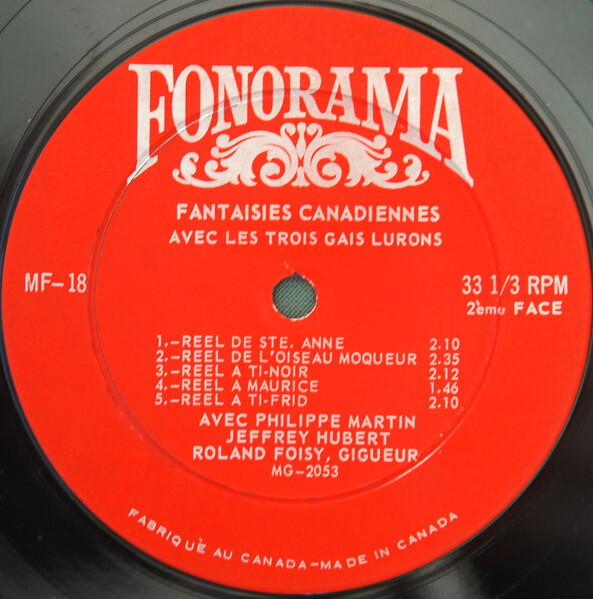 FONORAMA
FANTAISIES CANADIENNES
AVEC LES TROIS GAIS LURONS
MF-18
33 1/3 RPM
2ème FACE
1.-REEL DE STE. ANNE 2.10
2.-REEL DE L'OISEAU MOQUEUR 2.35
3.-REEL A TI-NOIR 2.12
4.-REEL A MAURICE 1.46
5.-REEL A TI-FRID 2.10
AVEC PHILIPPE MARTIN
JEFFREY HUBERT
ROLAND FOISY, GIGUEUR
MG-2053
FABRIQUÈ AU CANADA-MADE IN CANADA